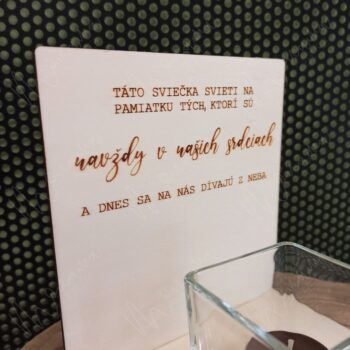 TÁTO SVIEČKA SVIETI NA
PAMIATKU TÝCH, KTORÍ SÚ
navždy v našich srdciach
A DNES SA NA NÁS DÍVAJÚ Z NEBA